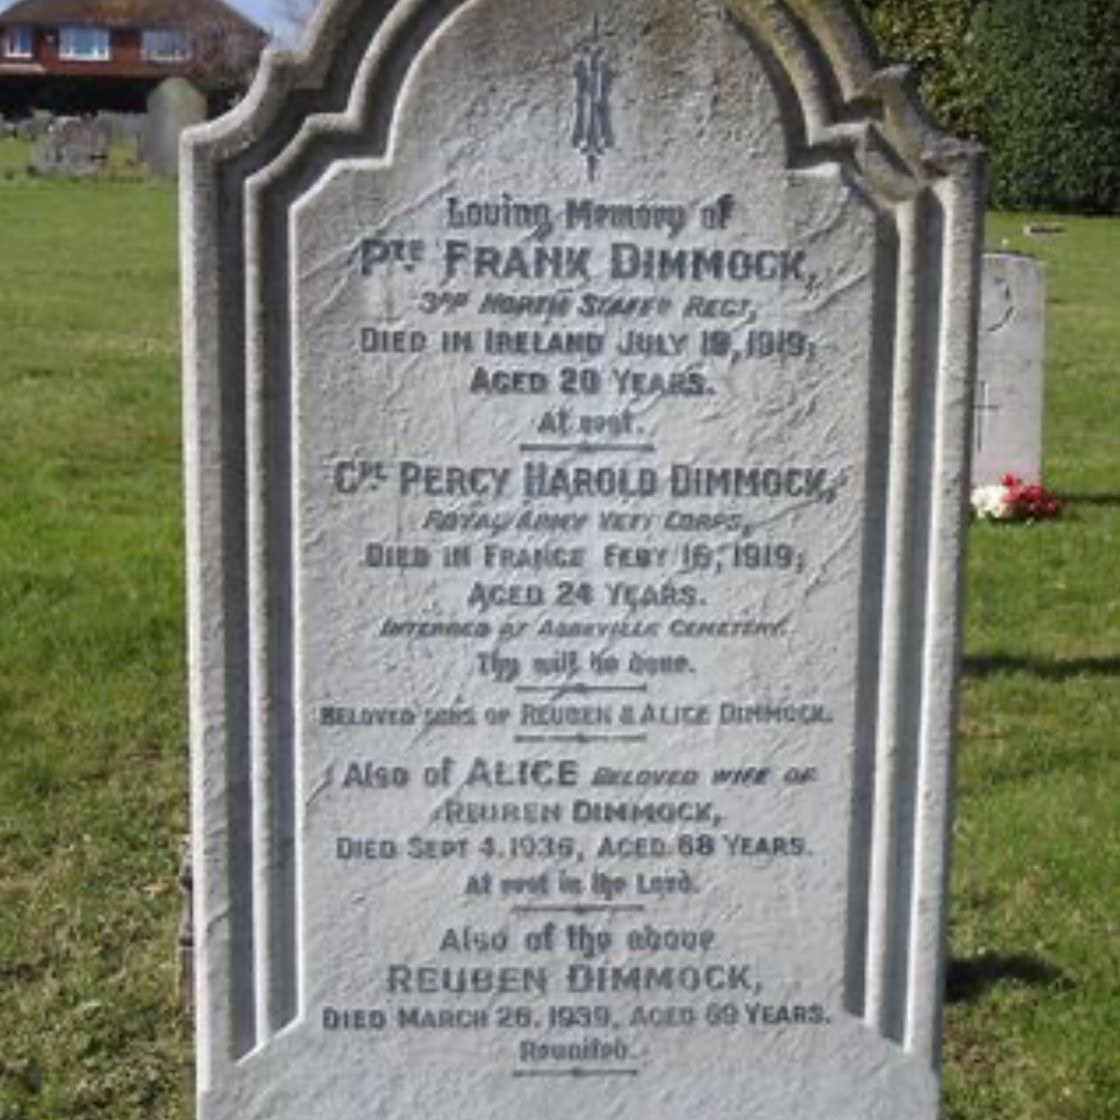 IHS
Loving Memory of
PTE FRANK DIMMOCK,
3RD NORTH STAFFD REGT,
DIED IN IRELAND JULY 19, 1919;
AGED 20 YEARS.
At rest.
CPL PERCY HAROLD DIMMOCK,
ROYAL ARMY VETY CORPS,
DIED IN FRANCE FEBY 16, 1919;
AGED 24 YEARS.
INTERRED AT ABBEVILLE CEMETERY.
Thy will be done.
BELOVED SONS OF REUBEN & ALICE DIMMOCK.
Also of ALICE BELOVED WIFE OF
REUBEN DIMMOCK,
DIED SEPT 4, 1936, AGED 68 YEARS.
At rest in the Lord.
Also of the above
REUBEN DIMMOCK,
DIED MARCH 26, 1939, AGED 69 YEARS.
Reunited.